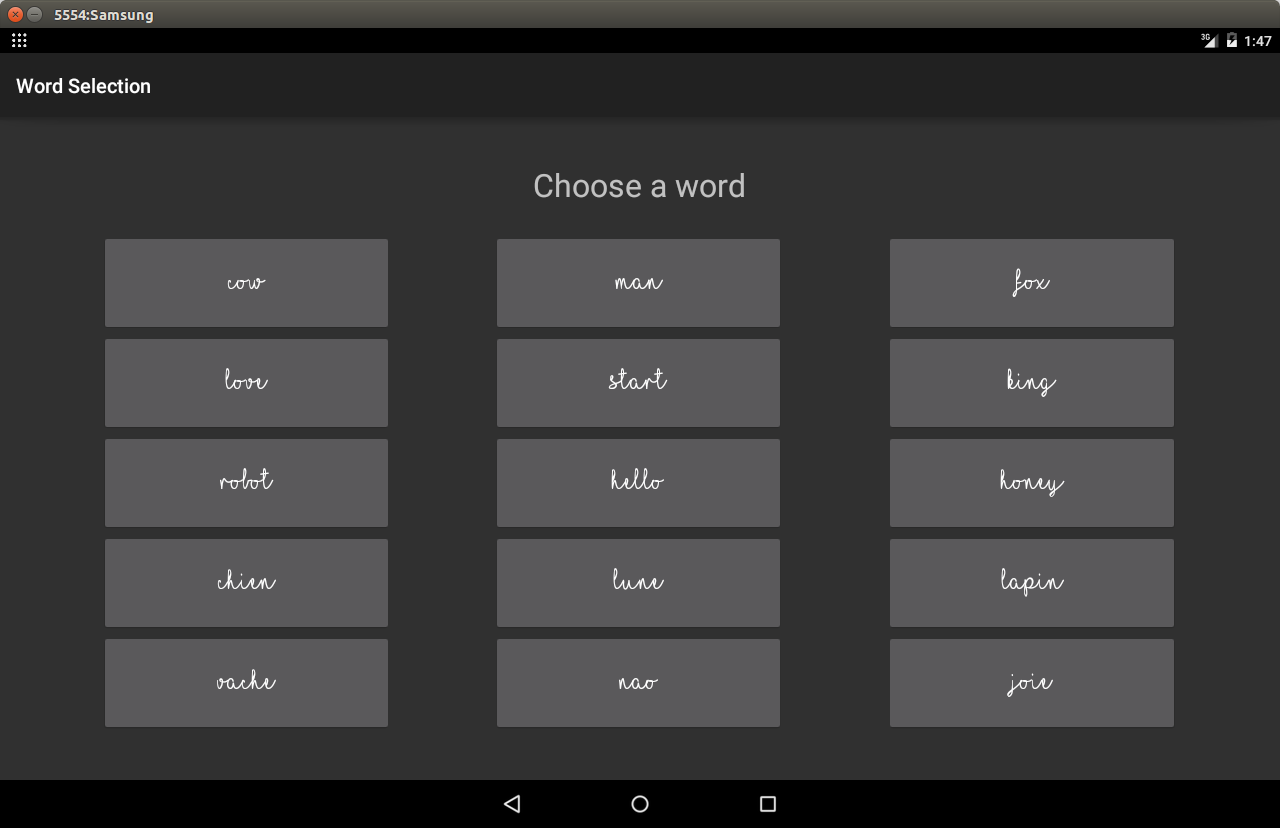 5554:Samsung
3G 1:47
Word Selection
Choose a word
cow man fox
love start king
robot hello honey
chien lune lapin
vache nao joie